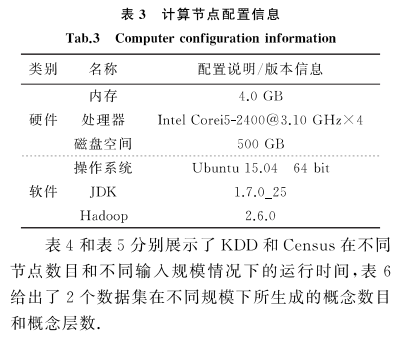 表 3 计算节点配置信息
Tab.3 Computer configuration information
类别 名称 配置说明/版本信息
内存 4.0 GB
硬件 处理器 Intel Corei5-2400@3.10 GHz×4
磁盘空间 500 GB
操作系统 Ubuntu 15.04 64 bit
软件 JDK 1.7.0_25
Hadoop 2.6.0
表 4 和表 5 分别展示了 KDD 和 Census 在不同
节点数目和不同输入规模情况下的运行时间,表 6
给出了 2 个数据集在不同规模下所生成的概念数目
和概念层数.